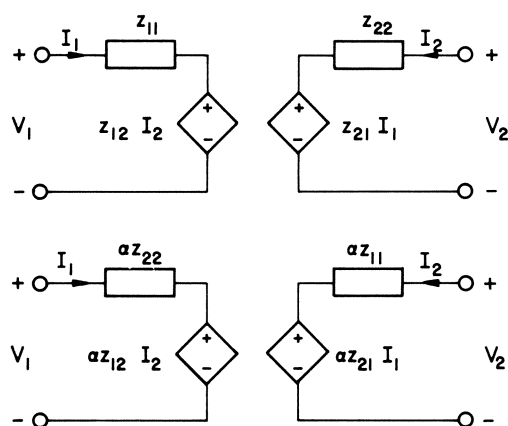 z₁₁ z₂₂
+ I₁ I₂ +
+ +
V₁ z₁₂ I₂ z₂₁ I₁ V₂
- -
- -
αz₂₂ αz₁₁
+ I₁ I₂ +
+ +
V₁ αz₁₂ I₂ αz₂₁ I₁ V₂
- -
- -